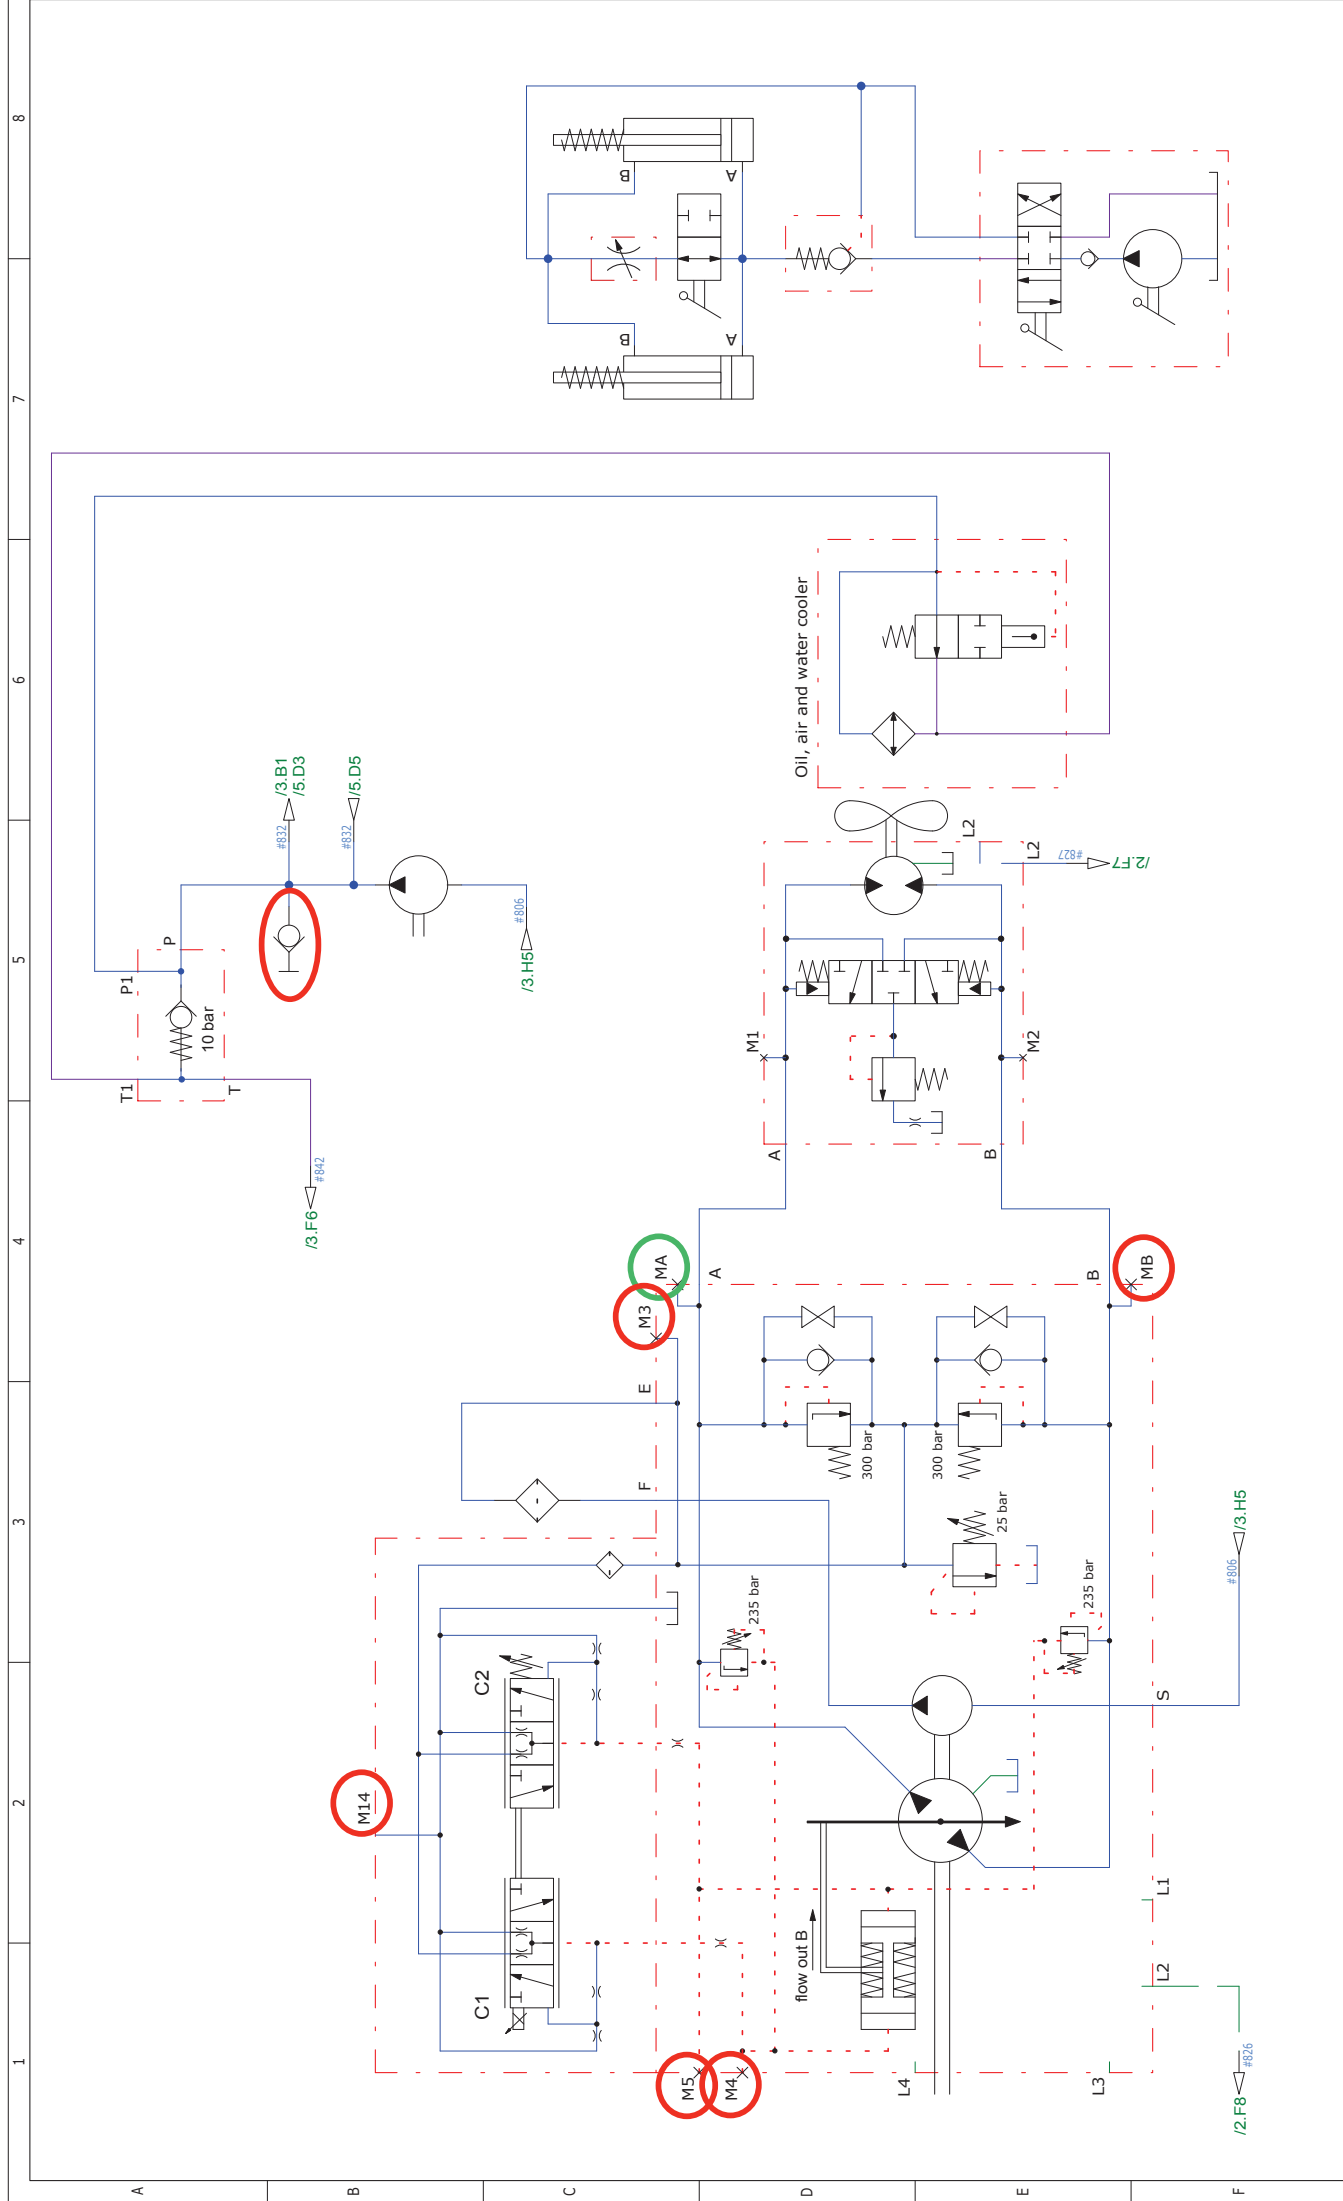 8
7
6
5
4
3
2
1
A
B
C
D
E
F
B
A
B
A
Oil, air and water cooler
/3.B1
/5.D3
#832
/5.D5
#832
P
P1
10 bar
T1
T
#806
/3.H5
#842
/3.F6
L2
L2
#827
/2.F7
M1
M2
A
B
MA
A
M3
B
MB
E
F
300 bar
300 bar
25 bar
235 bar
235 bar
#806
/3.H5
C2
M14
S
C1
flow out B
L1
L2
M5
M4
L4
L3
#826
/2.F8